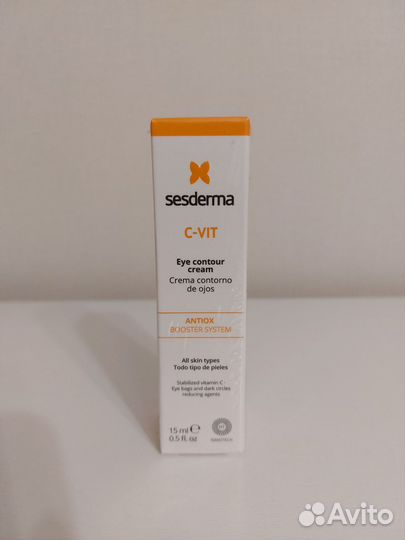 sesderma
C-VIT
Eye contour
cream
Crema contorno
de ojos
ANTIOX
BOOSTER SYSTEM
All skin types
Todo tipo de pieles
Stabilized vitamin C ·
Eye bags and dark circles
reducing agents
15 ml ℮
0.5 fl. oz
NANOTECH
Avito